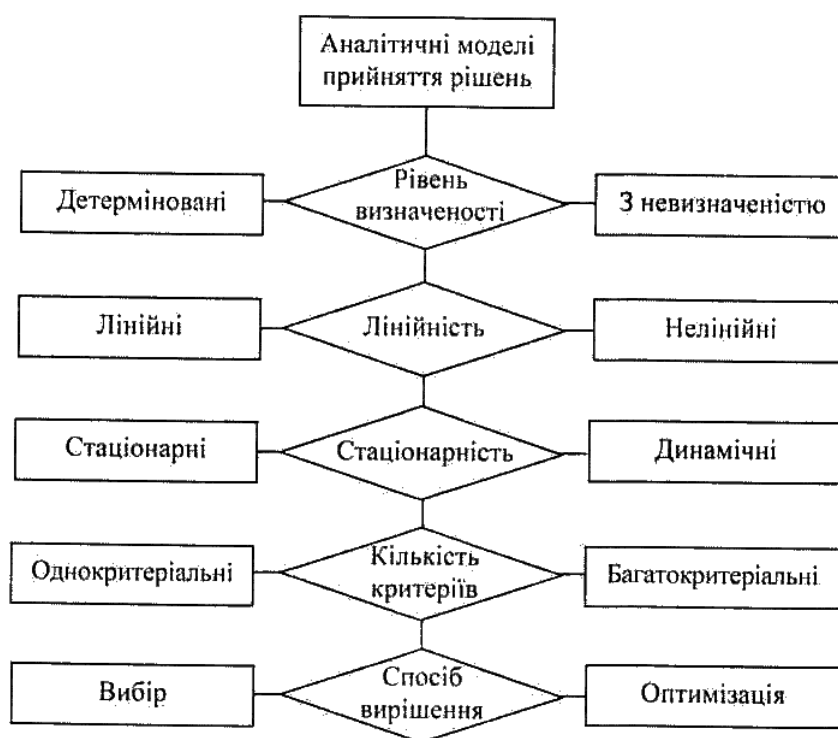 Аналітичні моделі
прийняття рішень
Детерміновані
Рівень
визначеності
З невизначеністю
Лінійні
Лінійність
Нелінійні
Стаціонарні
Стаціонарність
Динамічні
Однокритеріальні
Кількість
критеріїв
Багатокритеріальні
Вибір
Спосіб
вирішення
Оптимізація